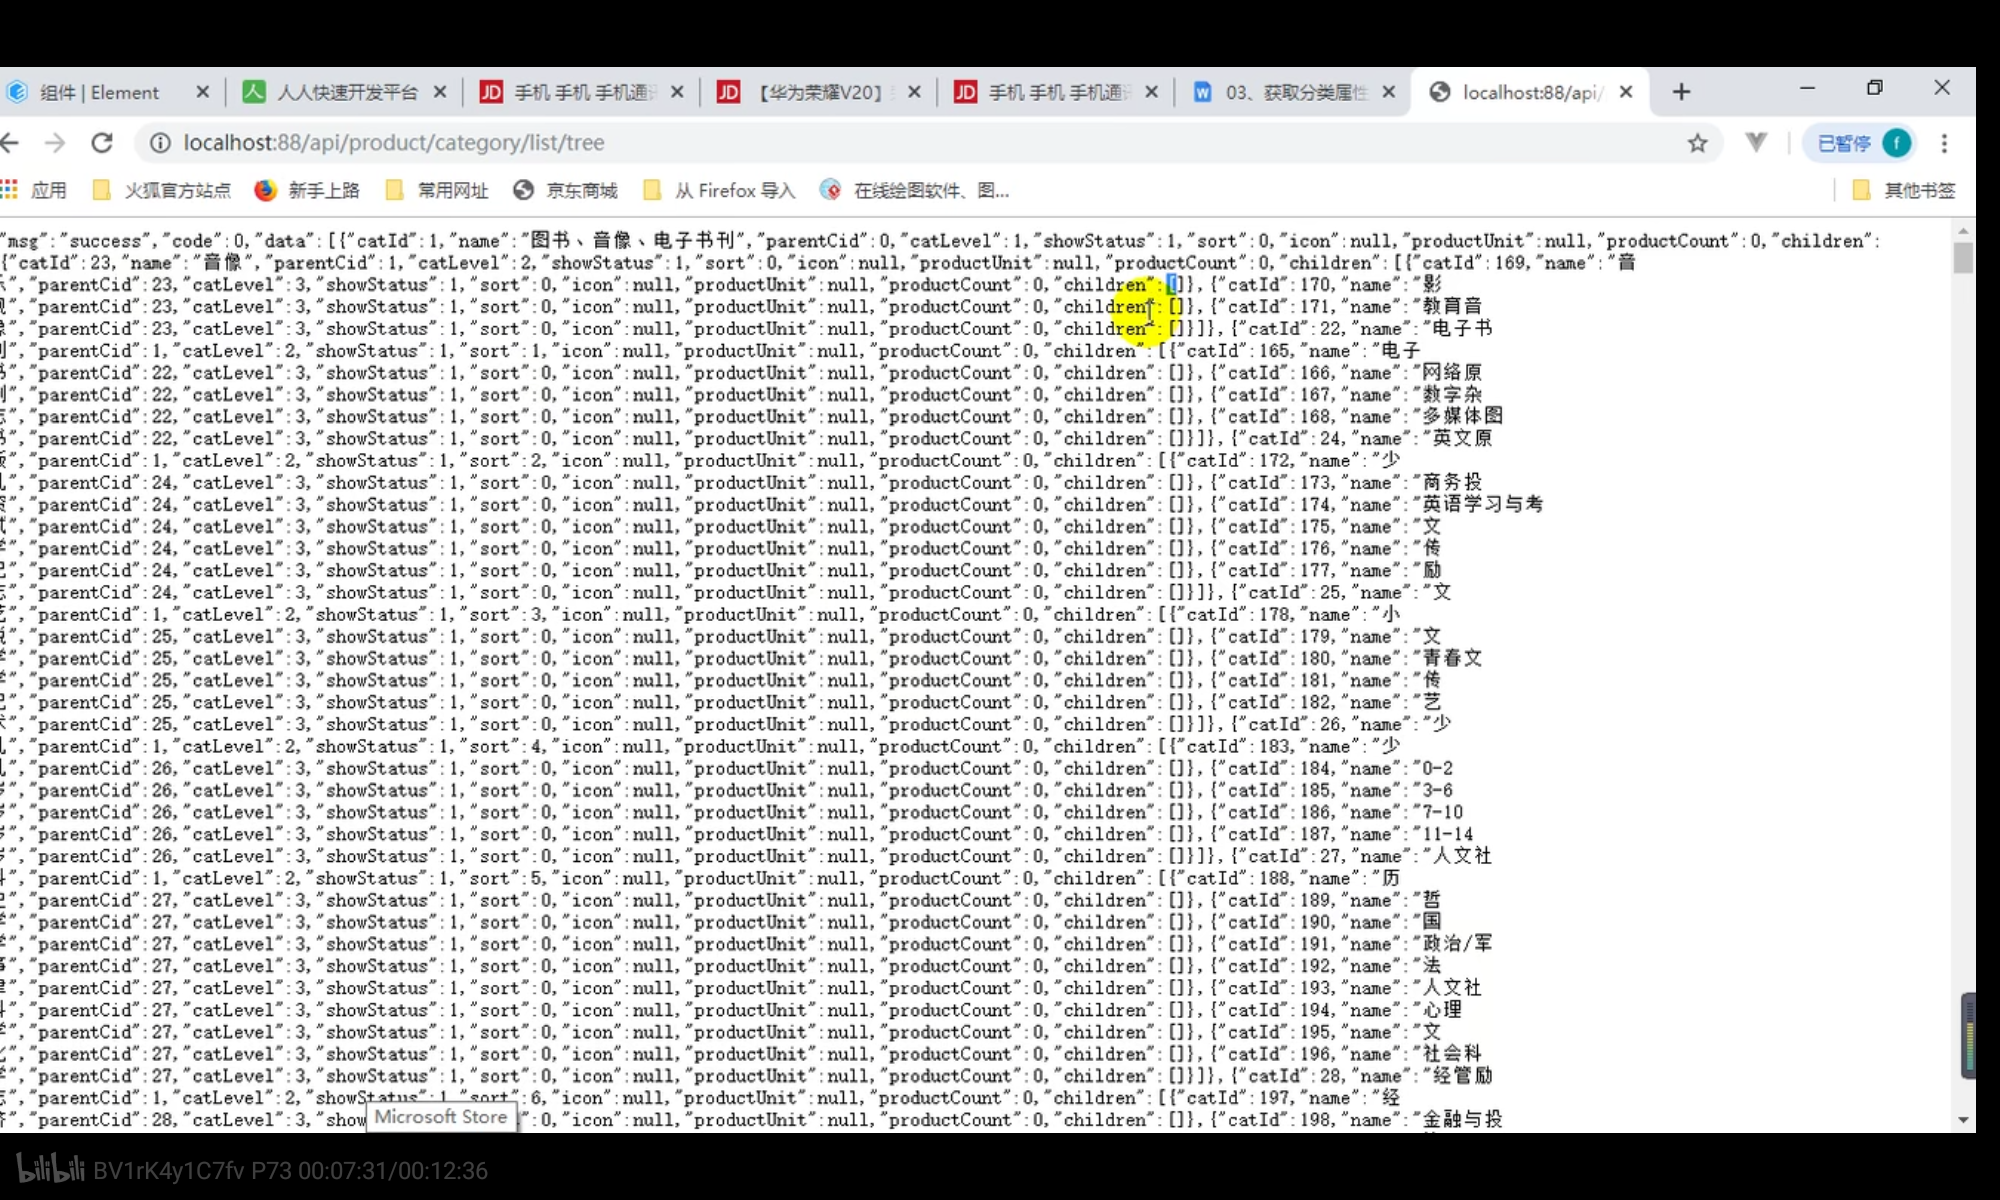 组件 | Element
人人快速开发平台
手机 手机 手机通讯
【华为荣耀V20】
手机 手机 手机通讯
03、获取分类属性
localhost:88/api/
localhost:88/api/product/category/list/tree
已暂停
f
应用
火狐官方站点
新手上路
常用网址
京东商城
从 Firefox 导入
在线绘图软件、图...
其他书签
"msg":"success","code":0,"data":[{"catId":1,"name":"图书、音像、电子书刊","parentCid":0,"catLevel":1,"showStatus":1,"sort":0,"icon":null,"productUnit":null,"productCount":0,"children":
{"catId":23,"name":"音像","parentCid":1,"catLevel":2,"showStatus":1,"sort":0,"icon":null,"productUnit":null,"productCount":0,"children":[{"catId":169,"name":"音
","parentCid":23,"catLevel":3,"showStatus":1,"sort":0,"icon":null,"productUnit":null,"productCount":0,"children":[]},{"catId":170,"name":"影
","parentCid":23,"catLevel":3,"showStatus":1,"sort":0,"icon":null,"productUnit":null,"productCount":0,"children":[]},{"catId":171,"name":"教育音
","parentCid":23,"catLevel":3,"showStatus":1,"sort":0,"icon":null,"productUnit":null,"productCount":0,"children":[]}]},{"catId":22,"name":"电子书
","parentCid":1,"catLevel":2,"showStatus":1,"sort":1,"icon":null,"productUnit":null,"productCount":0,"children":[{"catId":165,"name":"电子
","parentCid":22,"catLevel":3,"showStatus":1,"sort":0,"icon":null,"productUnit":null,"productCount":0,"children":[]},{"catId":166,"name":"网络原
","parentCid":22,"catLevel":3,"showStatus":1,"sort":0,"icon":null,"productUnit":null,"productCount":0,"children":[]},{"catId":167,"name":"数字杂
","parentCid":22,"catLevel":3,"showStatus":1,"sort":0,"icon":null,"productUnit":null,"productCount":0,"children":[]},{"catId":168,"name":"多媒体图
","parentCid":22,"catLevel":3,"showStatus":1,"sort":0,"icon":null,"productUnit":null,"productCount":0,"children":[]}]},{"catId":24,"name":"英文原
","parentCid":1,"catLevel":2,"showStatus":1,"sort":2,"icon":null,"productUnit":null,"productCount":0,"children":[{"catId":172,"name":"少
","parentCid":24,"catLevel":3,"showStatus":1,"sort":0,"icon":null,"productUnit":null,"productCount":0,"children":[]},{"catId":173,"name":"商务投
","parentCid":24,"catLevel":3,"showStatus":1,"sort":0,"icon":null,"productUnit":null,"productCount":0,"children":[]},{"catId":174,"name":"英语学习与考
","parentCid":24,"catLevel":3,"showStatus":1,"sort":0,"icon":null,"productUnit":null,"productCount":0,"children":[]},{"catId":175,"name":"文
","parentCid":24,"catLevel":3,"showStatus":1,"sort":0,"icon":null,"productUnit":null,"productCount":0,"children":[]},{"catId":176,"name":"传
","parentCid":24,"catLevel":3,"showStatus":1,"sort":0,"icon":null,"productUnit":null,"productCount":0,"children":[]},{"catId":177,"name":"励
","parentCid":24,"catLevel":3,"showStatus":1,"sort":0,"icon":null,"productUnit":null,"productCount":0,"children":[]}]},{"catId":25,"name":"文
","parentCid":1,"catLevel":2,"showStatus":1,"sort":3,"icon":null,"productUnit":null,"productCount":0,"children":[{"catId":178,"name":"小
","parentCid":25,"catLevel":3,"showStatus":1,"sort":0,"icon":null,"productUnit":null,"productCount":0,"children":[]},{"catId":179,"name":"文
","parentCid":25,"catLevel":3,"showStatus":1,"sort":0,"icon":null,"productUnit":null,"productCount":0,"children":[]},{"catId":180,"name":"青春文
","parentCid":25,"catLevel":3,"showStatus":1,"sort":0,"icon":null,"productUnit":null,"productCount":0,"children":[]},{"catId":181,"name":"传
","parentCid":25,"catLevel":3,"showStatus":1,"sort":0,"icon":null,"productUnit":null,"productCount":0,"children":[]},{"catId":182,"name":"艺
","parentCid":25,"catLevel":3,"showStatus":1,"sort":0,"icon":null,"productUnit":null,"productCount":0,"children":[]}]},{"catId":26,"name":"少
","parentCid":1,"catLevel":2,"showStatus":1,"sort":4,"icon":null,"productUnit":null,"productCount":0,"children":[{"catId":183,"name":"少
","parentCid":26,"catLevel":3,"showStatus":1,"sort":0,"icon":null,"productUnit":null,"productCount":0,"children":[]},{"catId":184,"name":"0-2
","parentCid":26,"catLevel":3,"showStatus":1,"sort":0,"icon":null,"productUnit":null,"productCount":0,"children":[]},{"catId":185,"name":"3-6
","parentCid":26,"catLevel":3,"showStatus":1,"sort":0,"icon":null,"productUnit":null,"productCount":0,"children":[]},{"catId":186,"name":"7-10
","parentCid":26,"catLevel":3,"showStatus":1,"sort":0,"icon":null,"productUnit":null,"productCount":0,"children":[]},{"catId":187,"name":"11-14
","parentCid":26,"catLevel":3,"showStatus":1,"sort":0,"icon":null,"productUnit":null,"productCount":0,"children":[]}]},{"catId":27,"name":"人文社
","parentCid":1,"catLevel":2,"showStatus":1,"sort":5,"icon":null,"productUnit":null,"productCount":0,"children":[{"catId":188,"name":"历
","parentCid":27,"catLevel":3,"showStatus":1,"sort":0,"icon":null,"productUnit":null,"productCount":0,"children":[]},{"catId":189,"name":"哲
","parentCid":27,"catLevel":3,"showStatus":1,"sort":0,"icon":null,"productUnit":null,"productCount":0,"children":[]},{"catId":190,"name":"国
","parentCid":27,"catLevel":3,"showStatus":1,"sort":0,"icon":null,"productUnit":null,"productCount":0,"children":[]},{"catId":191,"name":"政治/军
","parentCid":27,"catLevel":3,"showStatus":1,"sort":0,"icon":null,"productUnit":null,"productCount":0,"children":[]},{"catId":192,"name":"法
","parentCid":27,"catLevel":3,"showStatus":1,"sort":0,"icon":null,"productUnit":null,"productCount":0,"children":[]},{"catId":193,"name":"人文社
","parentCid":27,"catLevel":3,"showStatus":1,"sort":0,"icon":null,"productUnit":null,"productCount":0,"children":[]},{"catId":194,"name":"心理
","parentCid":27,"catLevel":3,"showStatus":1,"sort":0,"icon":null,"productUnit":null,"productCount":0,"children":[]},{"catId":195,"name":"文
","parentCid":27,"catLevel":3,"showStatus":1,"sort":0,"icon":null,"productUnit":null,"productCount":0,"children":[]},{"catId":196,"name":"社会科
","parentCid":27,"catLevel":3,"showStatus":1,"sort":0,"icon":null,"productUnit":null,"productCount":0,"children":[]}]},{"catId":28,"name":"经管励
","parentCid":1,"catLevel":2,"showStatus":1,"sort":6,"icon":null,"productUnit":null,"productCount":0,"children":[{"catId":197,"name":"经
","parentCid":28,"catLevel":3,"show :0,"icon":null,"productUnit":null,"productCount":0,"children":[]},{"catId":198,"name":"金融与投
Microsoft Store
bilibili BV1rK4y1C7fv P73 00:07:31/00:12:36